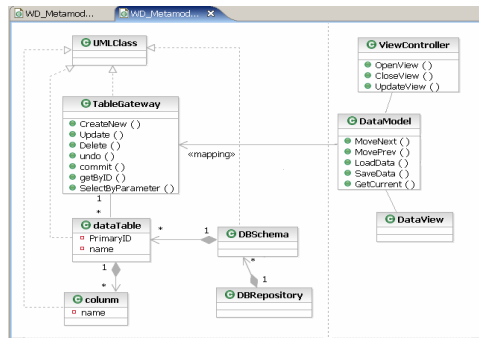 WD_Metamod...
WD_Metamod...
UMLClass
ViewController
OpenView ( )
CloseView ( )
UpdateView ( )
TableGateway
CreateNew ( )
Update ( )
Delete ( )
undo ( )
commit ( )
getByID ( )
SelectByParameter ( )
«mapping»
DataModel
MoveNext ( )
MovePrev ( )
LoadData ( )
SaveData ( )
GetCurrent ( )
DataView
1
*
dataTable
PrimaryID
name
*
1
DBSchema
1
*
*
1
DBRepository
colunm
name